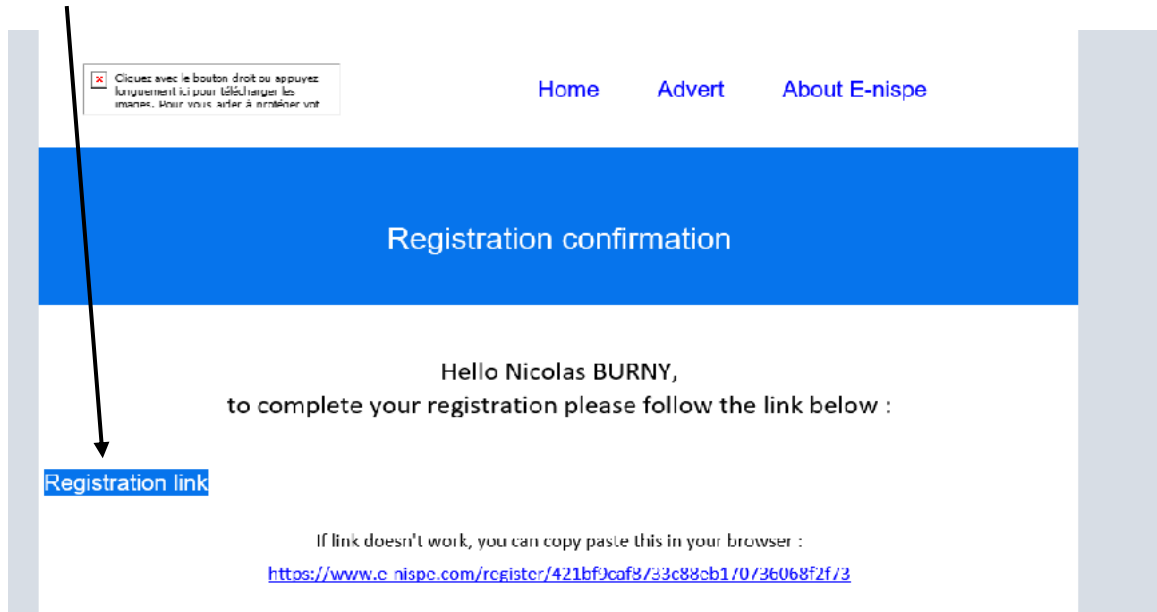 Cliquez avec le bouton droit ou appuyez
longuement ici pour télécharger les
images. Pour vous aider à protéger vot
Home Advert About E-nispe
Registration confirmation
Hello Nicolas BURNY,
to complete your registration please follow the link below :
Registration link
If link doesn't work, you can copy paste this in your browser :
https://www.e-nispe.com/register/421bf9caf8733c88eb170736068f2f73